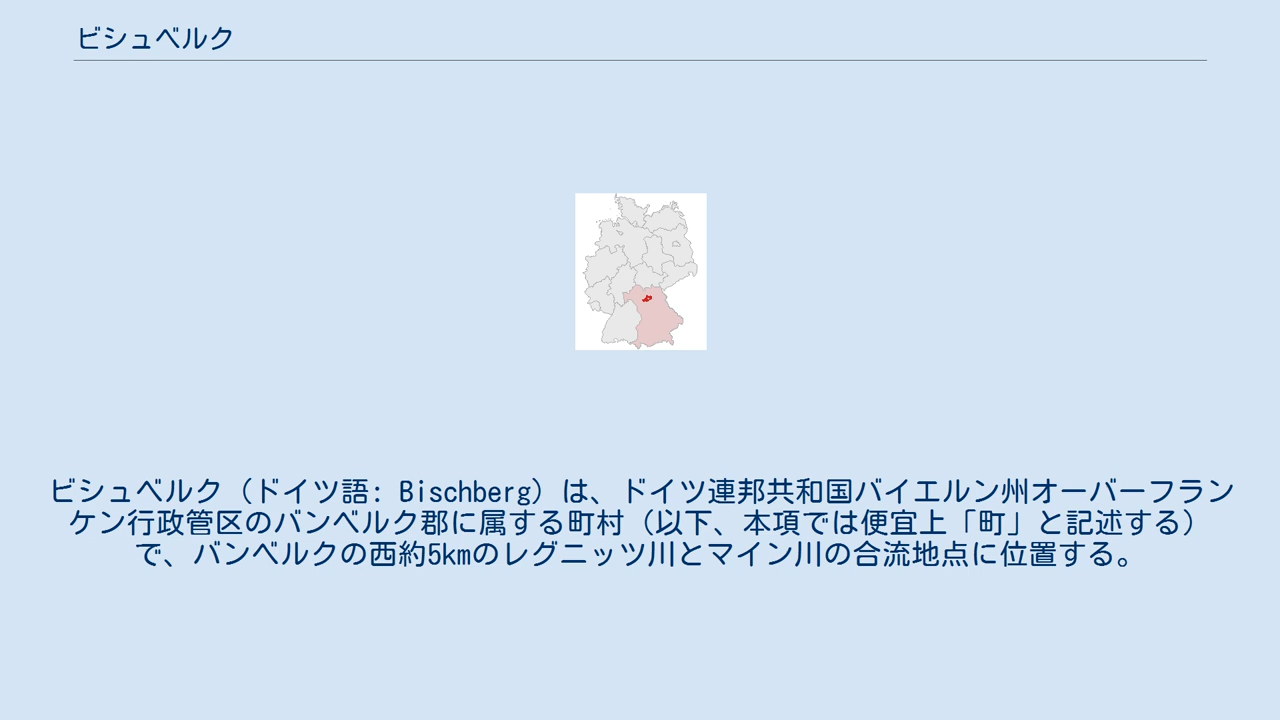 ビシュベルク
ビシュベルク（ドイツ語: Bischberg）は、ドイツ連邦共和国バイエルン州オーバーフラン
ケン行政管区のバンベルク郡に属する町村（以下、本項では便宜上「町」と記述する）
で、バンベルクの西約5kmのレグニッツ川とマイン川の合流地点に位置する。